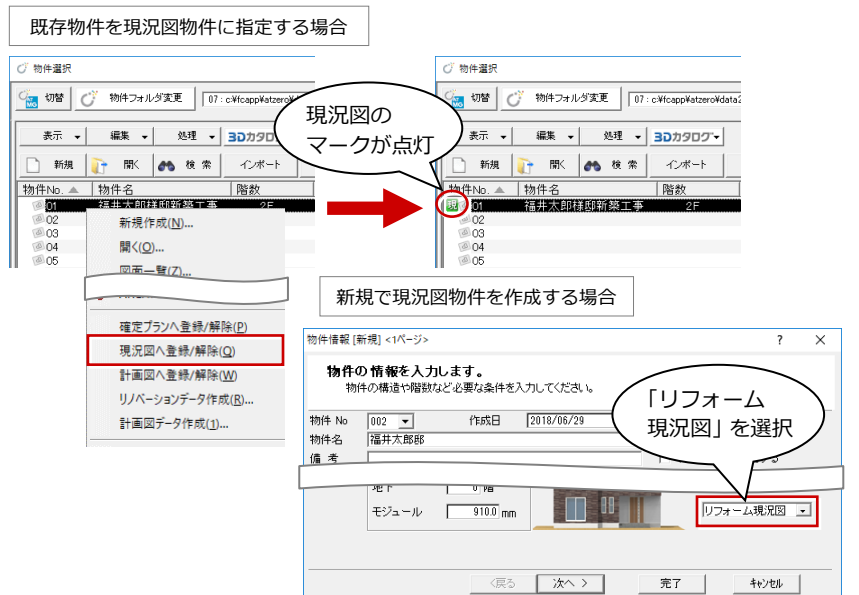 既存物件を現況図物件に指定する場合
物件選択
切替 物件フォルダ変更 07 : c:¥fcapp¥atzero¥
表示 編集 処理 3Dカタロ
新規 開く 検 索 インポート
物件No. 物件名 階数
01 福井太郎様邸新築工事 2F
02
03
04
05
新規作成(N)...
開く(O)...
図面一覧(Z)...
確定プランへ登録/解除(P)
現況図へ登録/解除(Q)
計画図へ登録/解除(W)
リノベーションデータ作成(R)...
計画図データ作成(1)...
現況図の
マークが点灯
物件選択
切替 物件フォルダ変更 07 : c:¥fcapp¥atzero¥data2
表示 編集 処理 3Dカタログ
新規 開く 検 索 インポート
物件No. 物件名 階数
現 01 福井太郎様邸新築工事 2F
02
03
04
05
新規で現況図物件を作成する場合
物件情報 [新規] <1ページ> ? ×
物件の情報を入力します。
物件の構造や階数など必要な条件を入力してください。
物件 No 002 作成日 2018/06/29
物件名 福井太郎邸
備 考
地下 0 階
モジュール 910.0 mm
リフォーム現況図
「リフォーム
現況図」を選択
<戻る 次へ > 完了 キャンセル